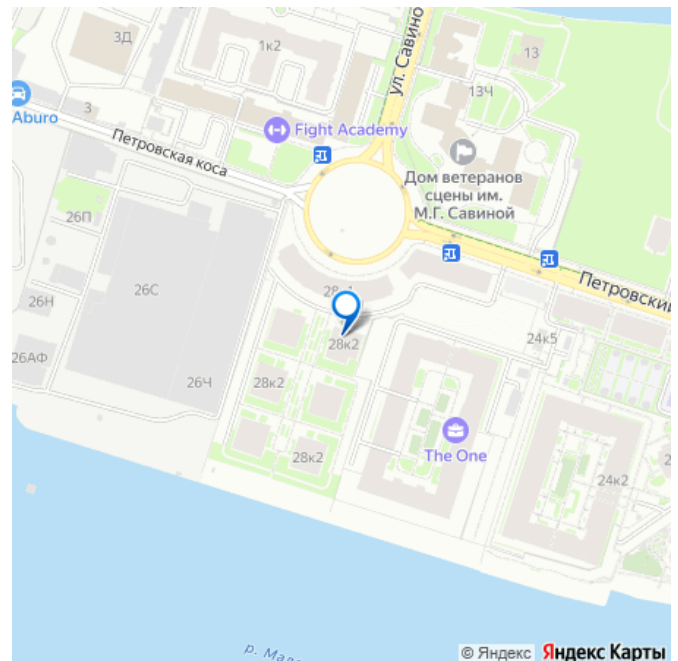 3Д
1к2
ул. Савино
13
13Ч
3
Aburo
Fight Academy
Петровская коса
Дом ветеранов
сцены им.
М.Г. Савиной
26П
26С
Петровский
26Н
28к2
24к5
26АФ
26Ч
28к2
The One
28к2
24к2
2
р. Мал
© Яндекс Яндекс Карты